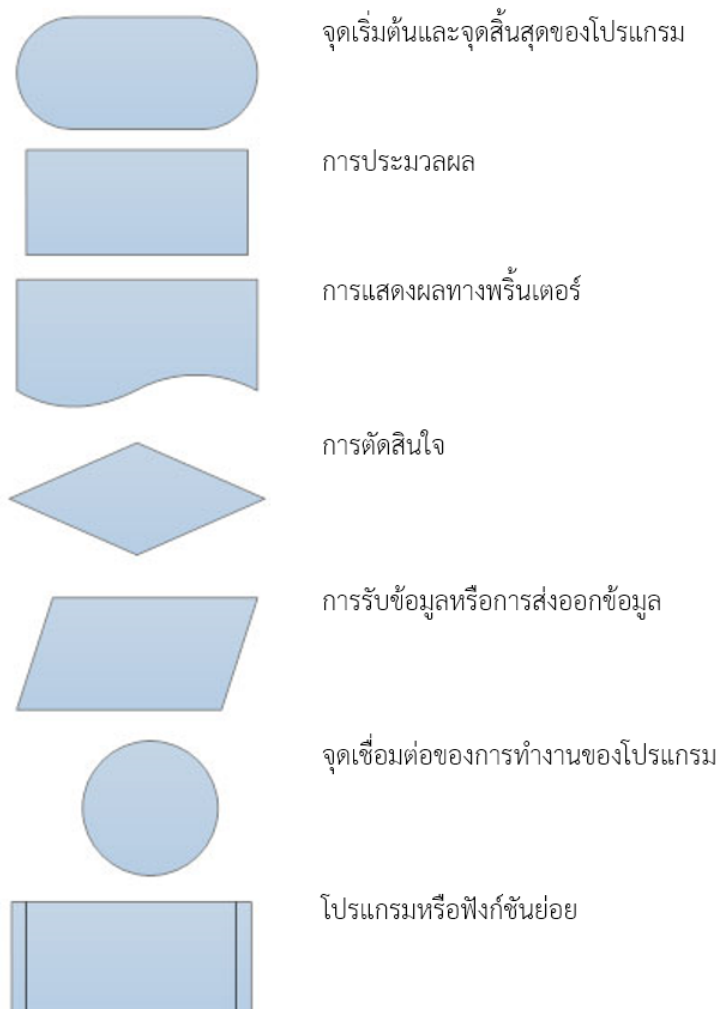 จุดเริ่มต้นและจุดสิ้นสุดของโปรแกรม
การประมวลผล
การแสดงผลทางพริ้นเตอร์
การตัดสินใจ
การรับข้อมูลหรือการส่งออกข้อมูล
จุดเชื่อมต่อของการทำงานของโปรแกรม
โปรแกรมหรือฟังก์ชันย่อย